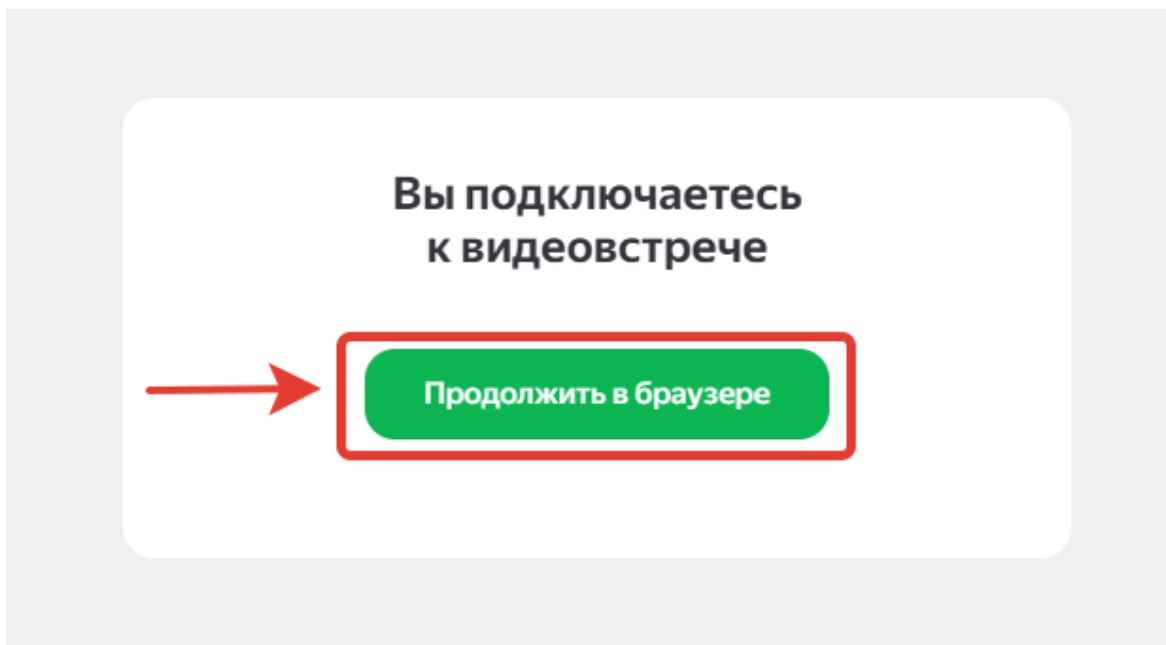 Вы подключаетесь
к видеовстрече
Продолжить в браузере